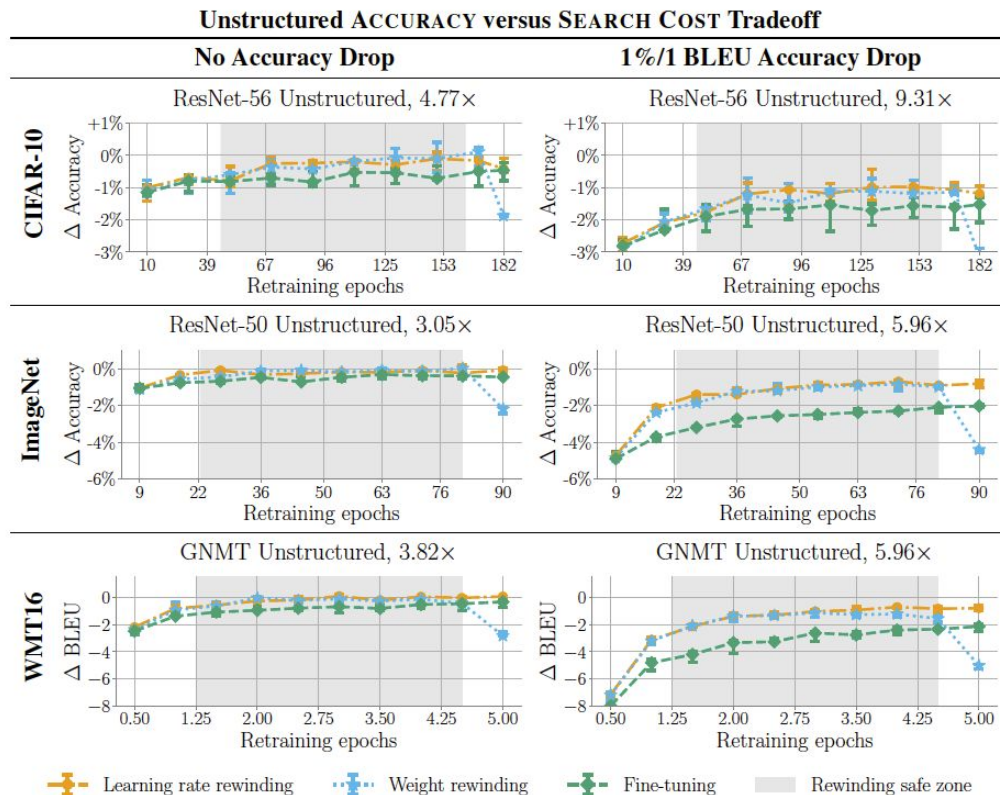 Unstructured ACCURACY versus SEARCH COST Tradeoff
No Accuracy Drop
1%/1 BLEU Accuracy Drop
CIFAR-10
ResNet-56 Unstructured, 4.77×
Δ Accuracy
+1%
0%
-1%
-2%
-3%
10 39 67 96 125 153 182
Retraining epochs
ResNet-56 Unstructured, 9.31×
Δ Accuracy
+1%
0%
-1%
-2%
-3%
10 39 67 96 125 153 182
Retraining epochs
ImageNet
ResNet-50 Unstructured, 3.05×
Δ Accuracy
0%
-2%
-4%
-6%
9 22 36 50 63 76 90
Retraining epochs
ResNet-50 Unstructured, 5.96×
Δ Accuracy
0%
-2%
-4%
-6%
9 22 36 50 63 76 90
Retraining epochs
WMT16
GNMT Unstructured, 3.82×
Δ BLEU
0
−2
−4
−6
−8
0.50 1.25 2.00 2.75 3.50 4.25 5.00
Retraining epochs
GNMT Unstructured, 5.96×
Δ BLEU
0
−2
−4
−6
−8
0.50 1.25 2.00 2.75 3.50 4.25 5.00
Retraining epochs
Learning rate rewinding Weight rewinding Fine-tuning Rewinding safe zone